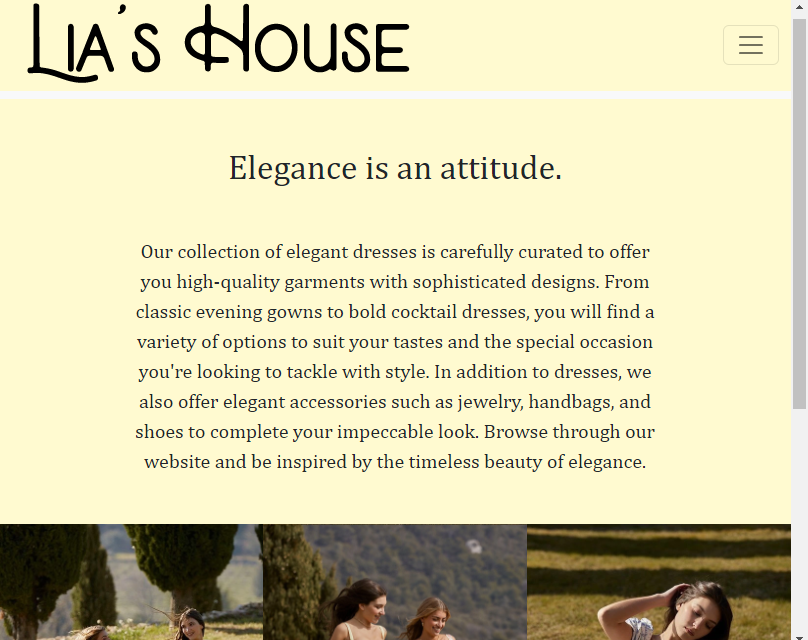 LIA'S HOUSE
Elegance is an attitude.
Our collection of elegant dresses is carefully curated to offer
you high-quality garments with sophisticated designs. From
classic evening gowns to bold cocktail dresses, you will find a
variety of options to suit your tastes and the special occasion
you're looking to tackle with style. In addition to dresses, we
also offer elegant accessories such as jewelry, handbags, and
shoes to complete your impeccable look. Browse through our
website and be inspired by the timeless beauty of elegance.